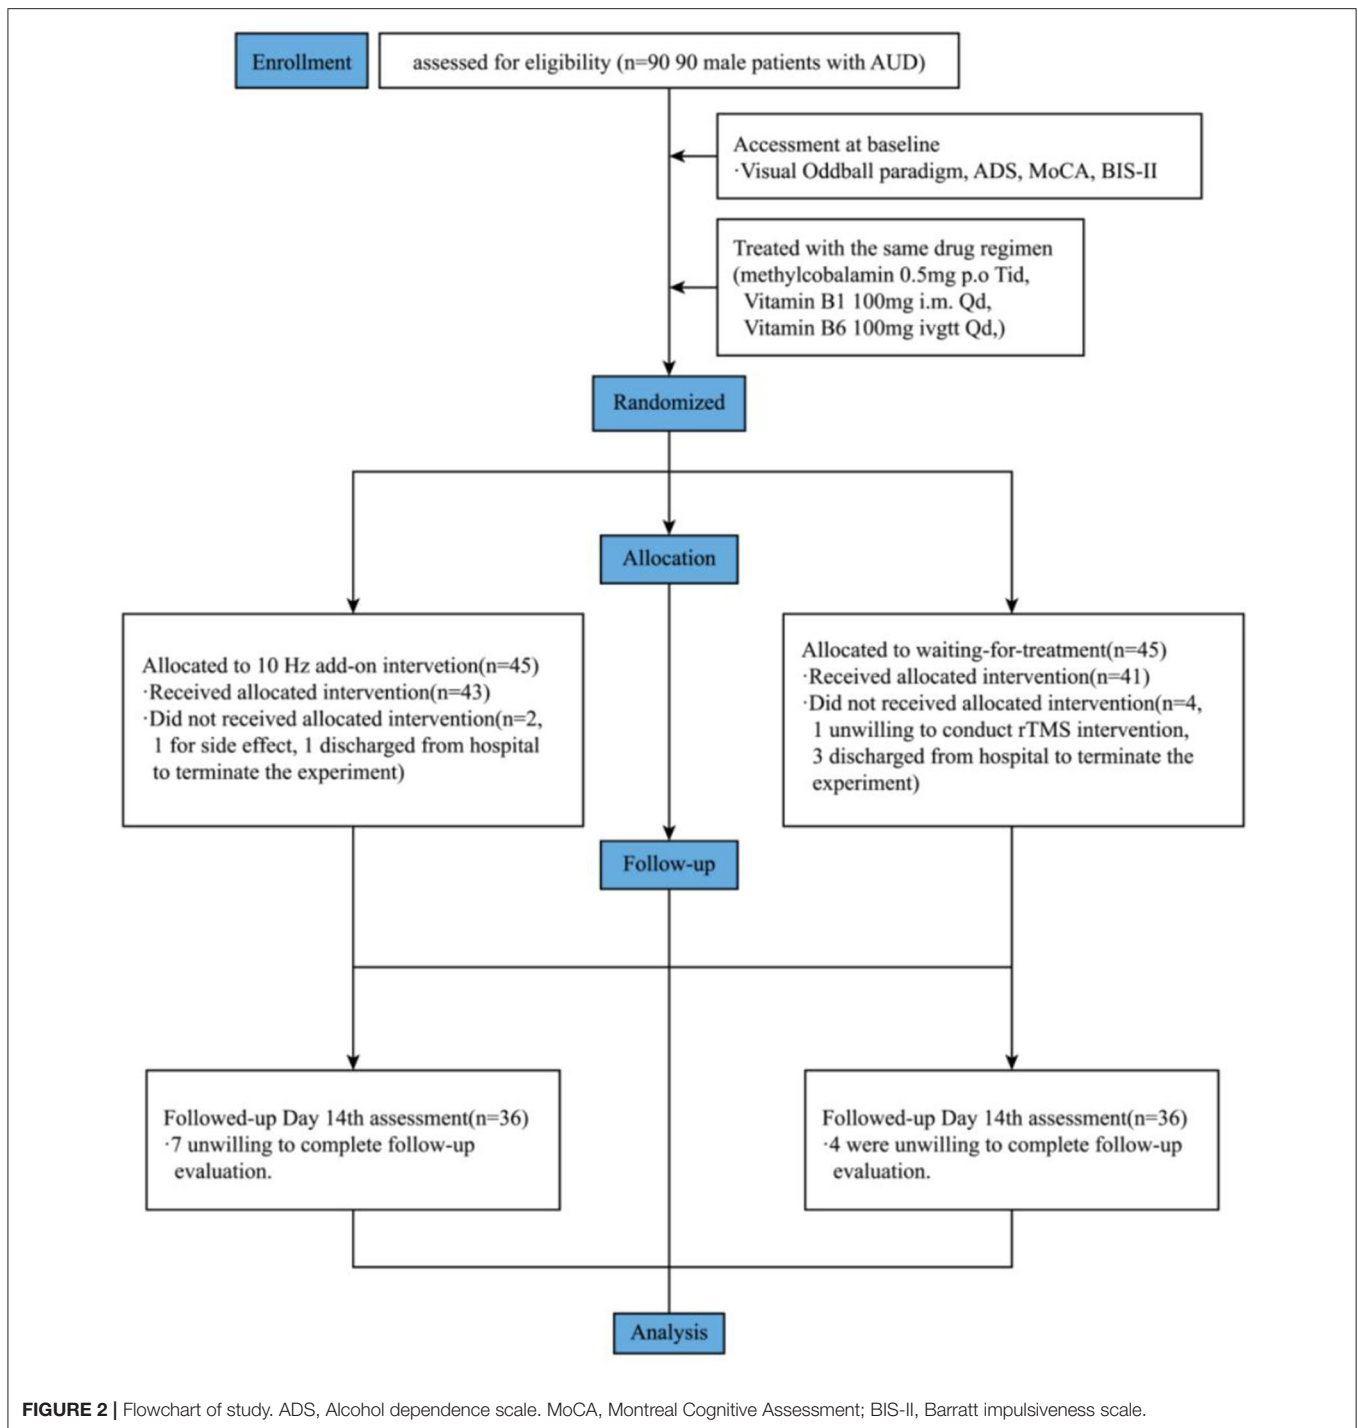 Enrollment
assessed for eligibility (n=90 90 male patients with AUD)
Accessment at baseline
·Visual Oddball paradigm, ADS, MoCA, BIS-II
Treated with the same drug regimen
(methylcobalamin 0.5mg p.o Tid,
Vitamin B1 100mg i.m. Qd,
Vitamin B6 100mg ivgtt Qd,)
Randomized
Allocation
Allocated to 10 Hz add-on intervetion(n=45)
·Received allocated intervention(n=43)
·Did not received allocated intervention(n=2,
1 for side effect, 1 discharged from hospital
to terminate the experiment)
Allocated to waiting-for-treatment(n=45)
·Received allocated intervention(n=41)
·Did not received allocated intervention(n=4,
1 unwilling to conduct rTMS intervention,
3 discharged from hospital to terminate the
experiment)
Follow-up
Followed-up Day 14th assessment(n=36)
·7 unwilling to complete follow-up
evaluation.
Followed-up Day 14th assessment(n=36)
·4 were unwilling to complete follow-up
evaluation.
Analysis
FIGURE 2 | Flowchart of study. ADS, Alcohol dependence scale. MoCA, Montreal Cognitive Assessment; BIS-II, Barratt impulsiveness scale.